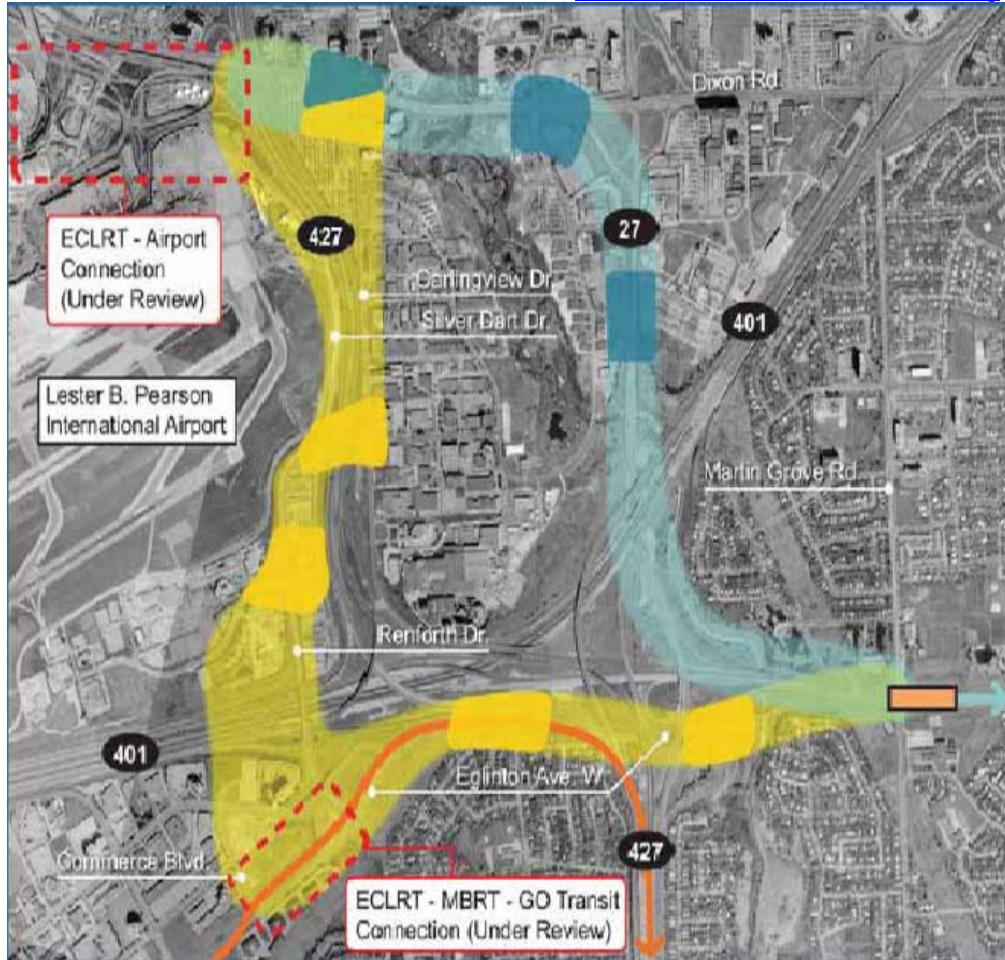 Dixon Rd.
ECLRT - Airport
Connection
(Under Review)
427
27
Carlingview Dr.
Silver Dart Dr.
401
Lester B. Pearson
International Airport
Martin Grove Rd.
Renforth Dr.
401
Eglinton Ave. W.
427
Commerce Blvd.
ECLRT - MBRT - GO Transit
Connection (Under Review)